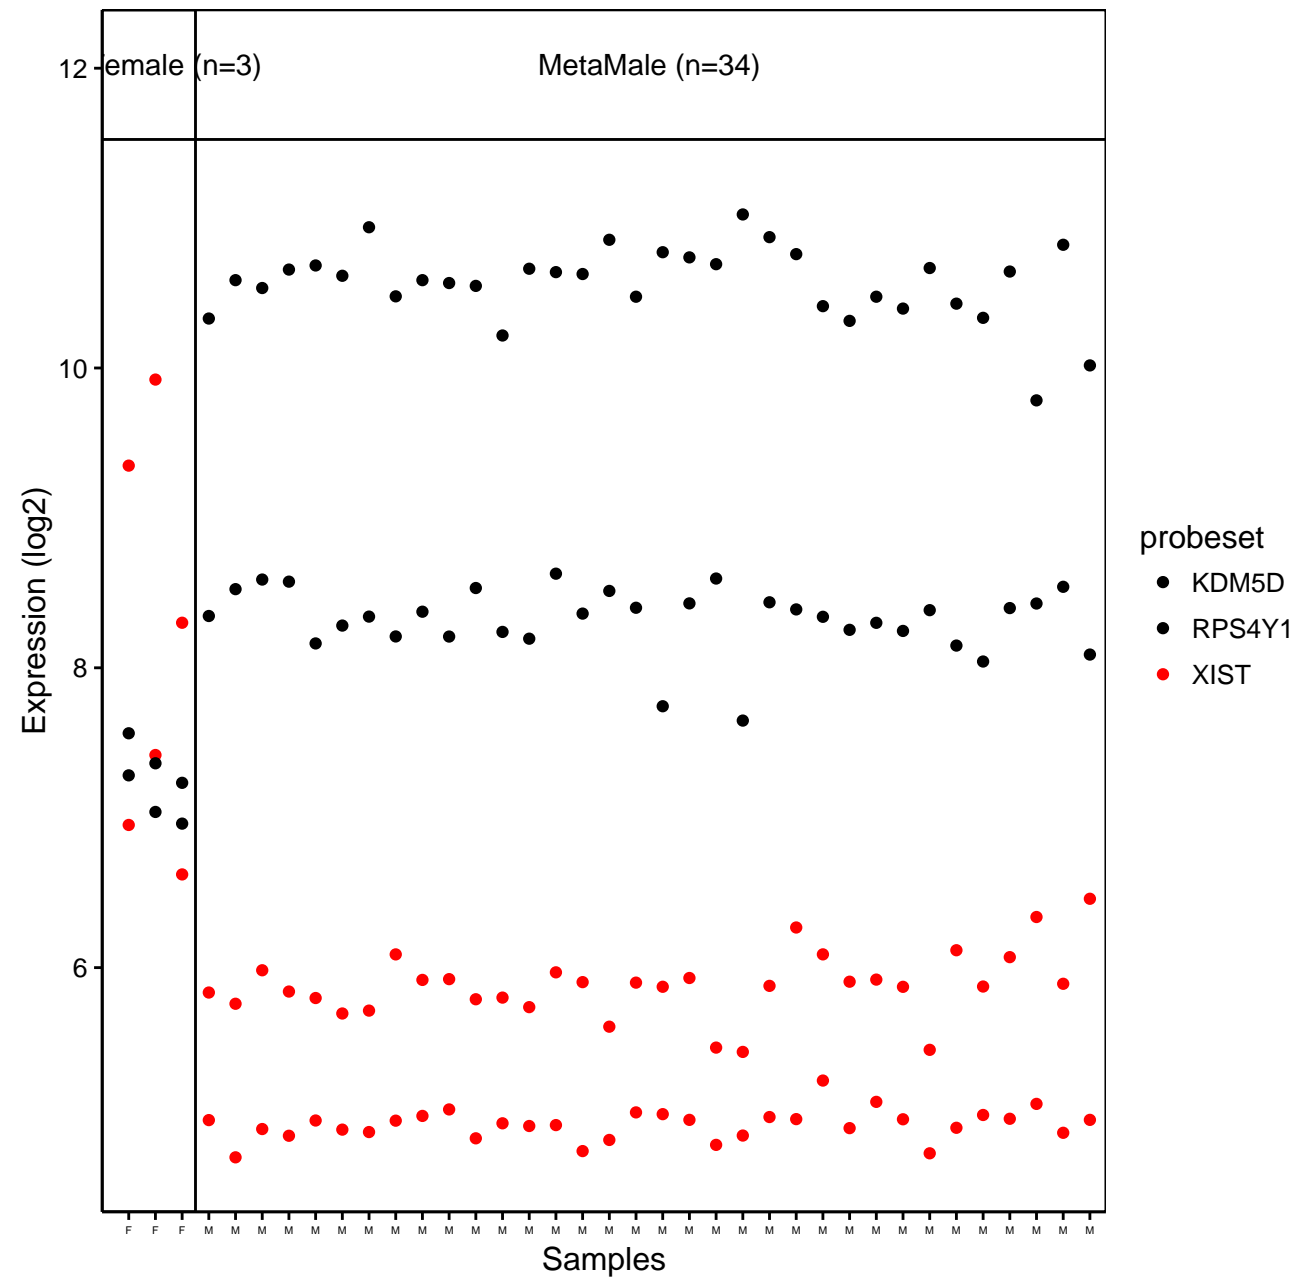 emale (n=3)
MetaMale (n=34)
12
10
8
6
Expression (log2)
probeset
KDM5D
RPS4Y1
XIST
F F F M M M M M M M M M M M M M M M M M M M M M M M M M M M M M M M M M M
Samples